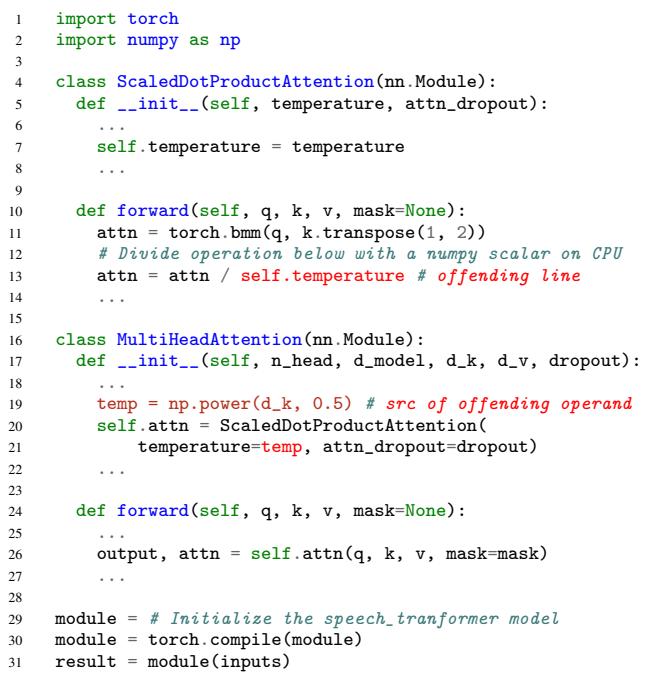 1 import torch
2 import numpy as np
3
4 class ScaledDotProductAttention(nn.Module):
5   def __init__(self, temperature, attn_dropout):
6     ...
7     self.temperature = temperature
8     ...
9
10   def forward(self, q, k, v, mask=None):
11     attn = torch.bmm(q, k.transpose(1, 2))
12     # Divide operation below with a numpy scalar on CPU
13     attn = attn / self.temperature # offending line
14     ...
15
16 class MultiHeadAttention(nn.Module):
17   def __init__(self, n_head, d_model, d_k, d_v, dropout):
18     ...
19     temp = np.power(d_k, 0.5) # src of offending operand
20     self.attn = ScaledDotProductAttention(
21         temperature=temp, attn_dropout=dropout)
22     ...
23
24   def forward(self, q, k, v, mask=None):
25     ...
26     output, attn = self.attn(q, k, v, mask=mask)
27     ...
28
29 module = # Initialize the speech_tranformer model
30 module = torch.compile(module)
31 result = module(inputs)